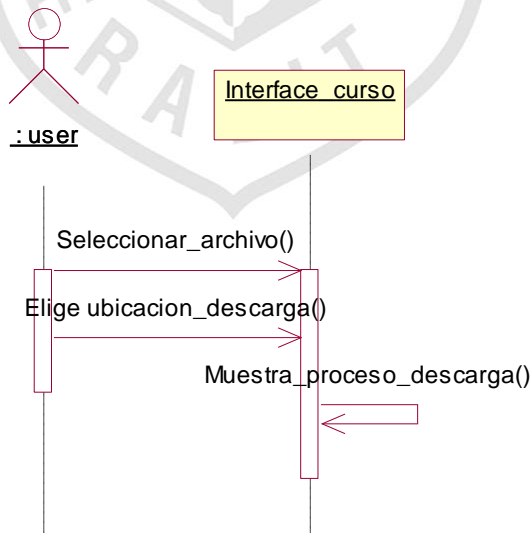 Interface_curso
: user
Seleccionar_archivo()
Elige ubicacion_descarga()
Muestra_proceso_descarga()